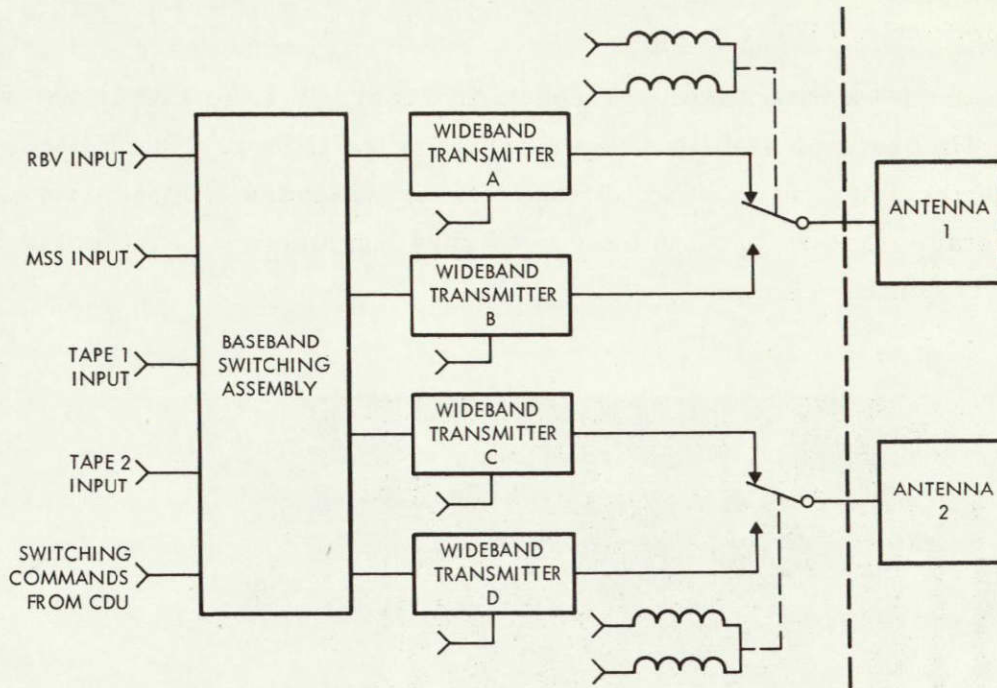 RBV INPUT
MSS INPUT
TAPE 1
INPUT
TAPE 2
INPUT
SWITCHING
COMMANDS
FROM CDU
BASEBAND
SWITCHING
ASSEMBLY
WIDEBAND
TRANSMITTER
A
WIDEBAND
TRANSMITTER
B
WIDEBAND
TRANSMITTER
C
WIDEBAND
TRANSMITTER
D
ANTENNA
1
ANTENNA
2